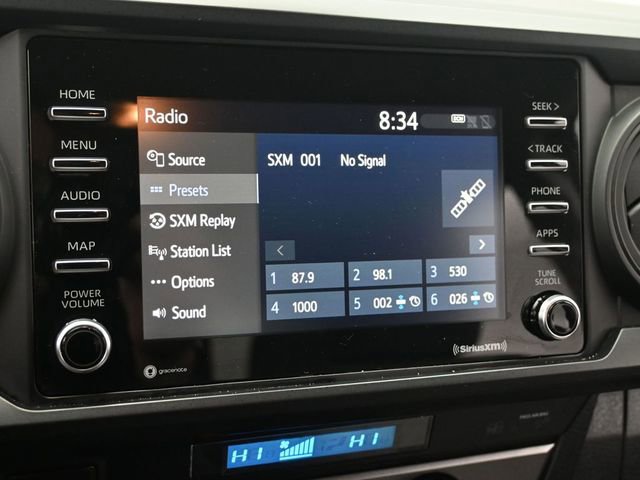 HOME
MENU
AUDIO
MAP
POWER
VOLUME
Radio
8:34
DCM
Source
Presets
SXM Replay
Station List
Options
Sound
SXM 001 No Signal
<
>
1 87.9 2 98.1 3 530
4 1000 5 002 6 026
SEEK >
< TRACK
PHONE
APPS
TUNE
SCROLL
gracenote
((SiriusXM))
HI HI